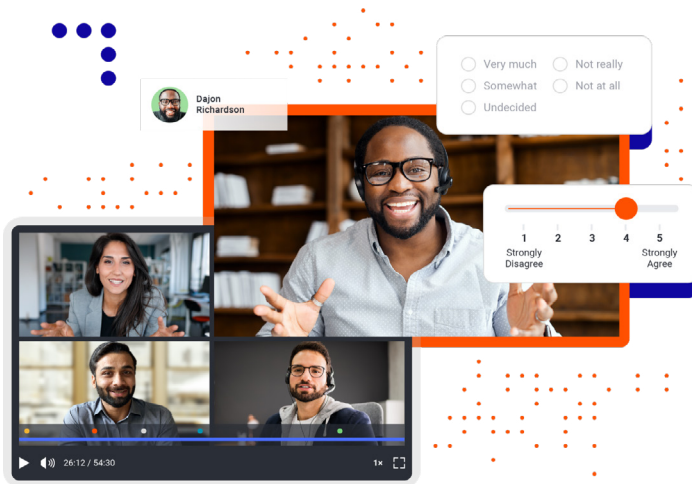 Dajon
Richardson
Very much
Not really
Somewhat
Not at all
Undecided
1 2 3 4 5
Strongly
Disagree
Strongly
Agree
26:12 / 54:30
1×